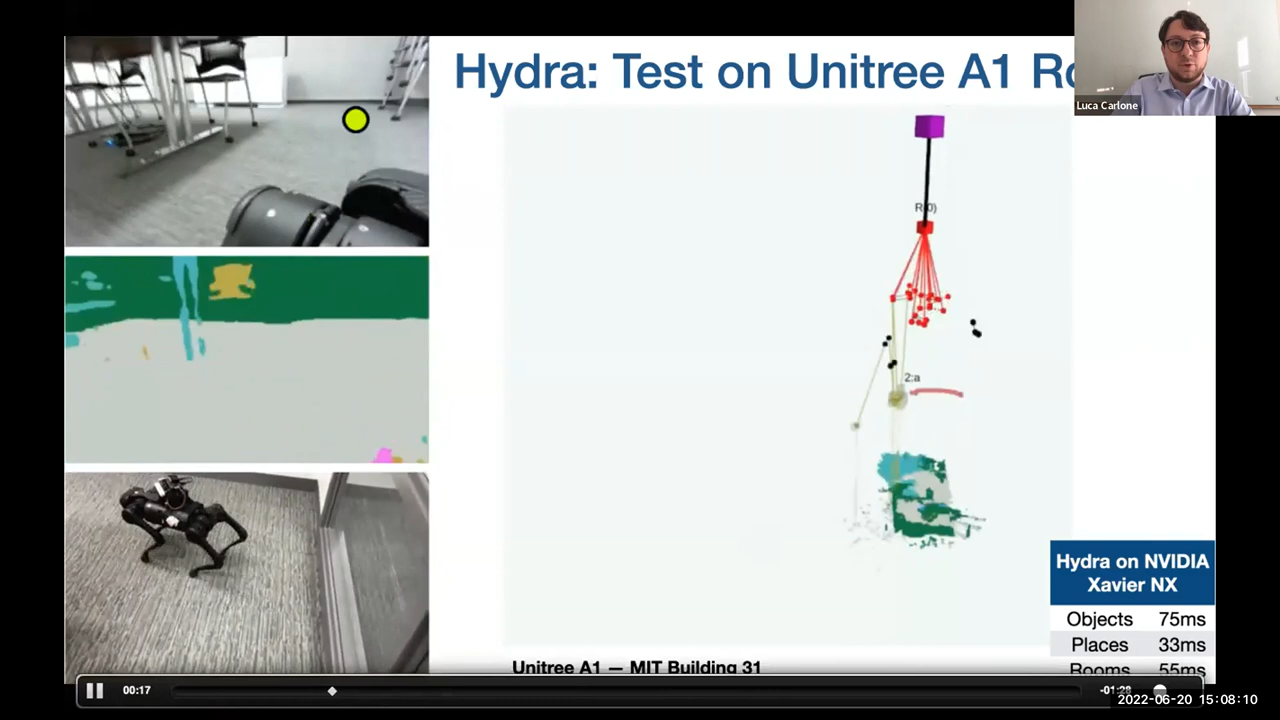 Hydra: Test on Unitree A1
Luca Carlone
2:a
Hydra on NVIDIA
Xavier NX
Objects 75ms
Places 33ms
Rooms 55ms
Unitree A1 — MIT Building 31
00:17
2022-06-20 15:08:10